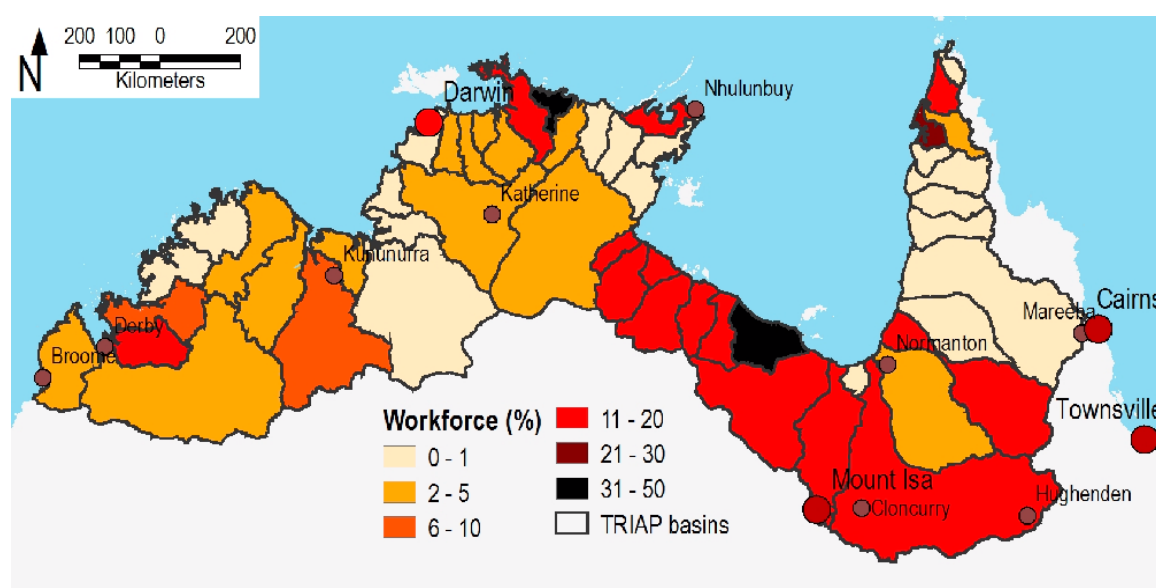 200 100 0 200
Kilometers
N
Darwin
Nhulunbuy
Katherine
Kununurra
Derby
Broome
Mareeba
Cairns
Normanton
Townsville
Mount Isa
Cloncurry
Hughenden
Workforce (%)
0 - 1
2 - 5
6 - 10
11 - 20
21 - 30
31 - 50
TRIAP basins